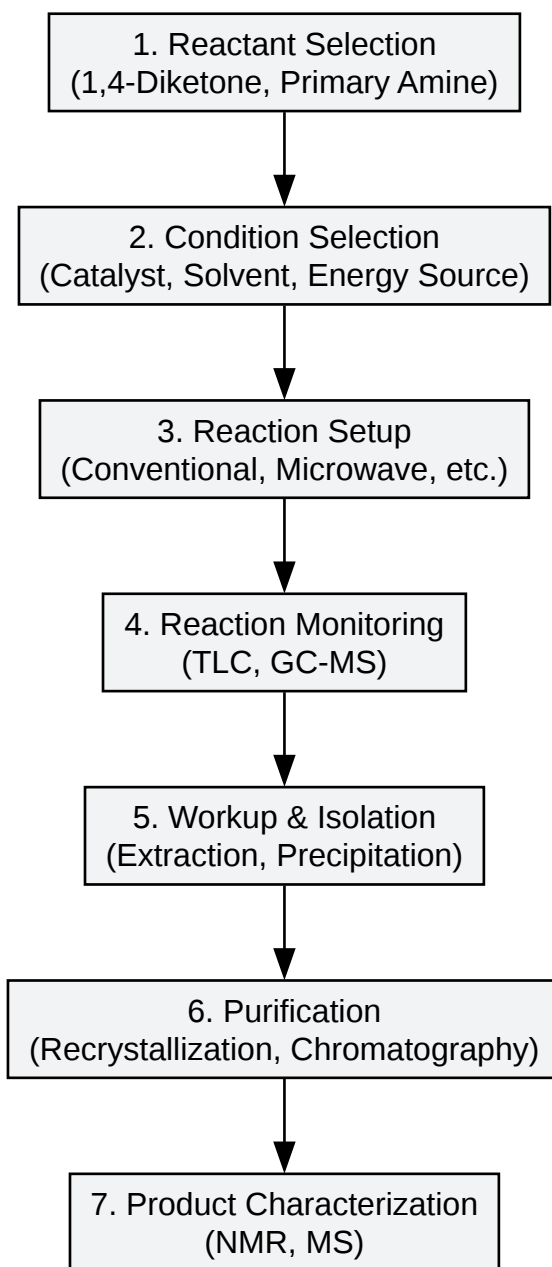 1. Reactant Selection
(1,4-Diketone, Primary Amine)
2. Condition Selection
(Catalyst, Solvent, Energy Source)
3. Reaction Setup
(Conventional, Microwave, etc.)
4. Reaction Monitoring
(TLC, GC-MS)
5. Workup & Isolation
(Extraction, Precipitation)
6. Purification
(Recrystallization, Chromatography)
7. Product Characterization
(NMR, MS)